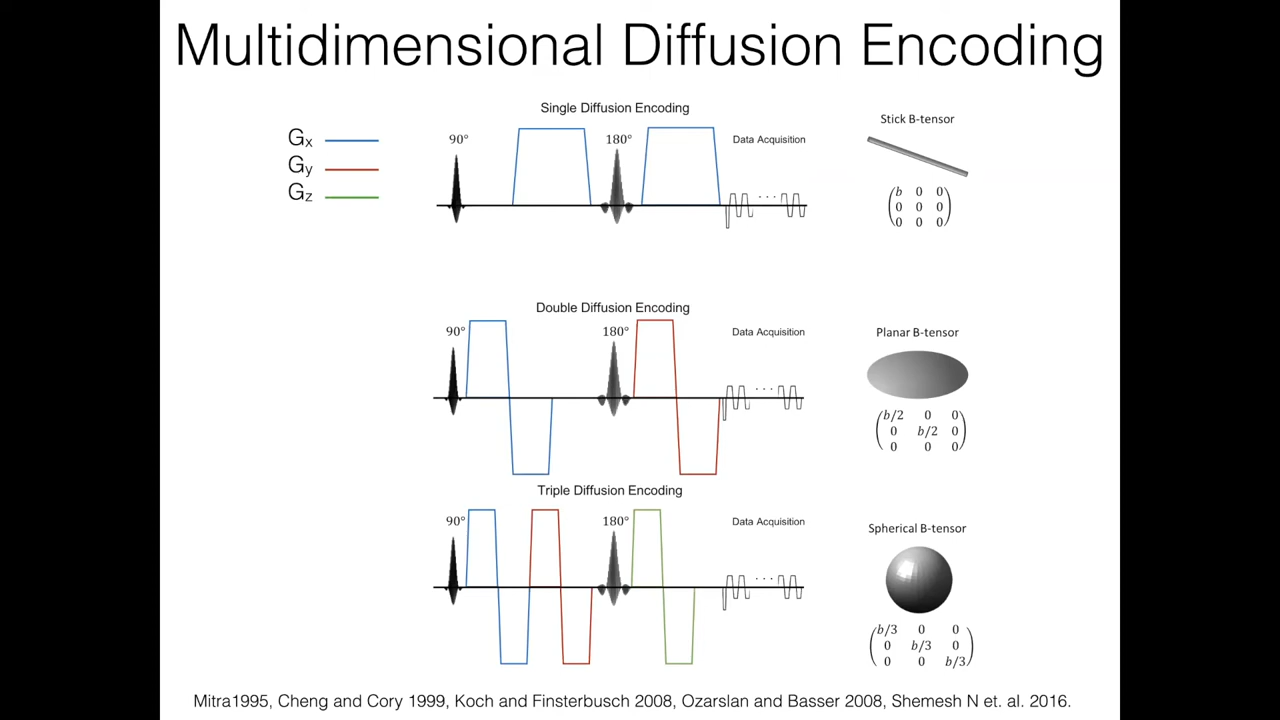 Multidimensional Diffusion Encoding
Gx
Gy
Gz
Single Diffusion Encoding
90°
180°
Data Acquisition
· · ·
Stick B-tensor
(b 0 0
0 0 0
0 0 0)
Double Diffusion Encoding
90°
180°
Data Acquisition
· · ·
Planar B-tensor
(b/2 0 0
0 b/2 0
0 0 0)
Triple Diffusion Encoding
90°
180°
Data Acquisition
· · ·
Spherical B-tensor
(b/3 0 0
0 b/3 0
0 0 b/3)
Mitra1995, Cheng and Cory 1999, Koch and Finsterbusch 2008, Ozarslan and Basser 2008, Shemesh N et. al. 2016.